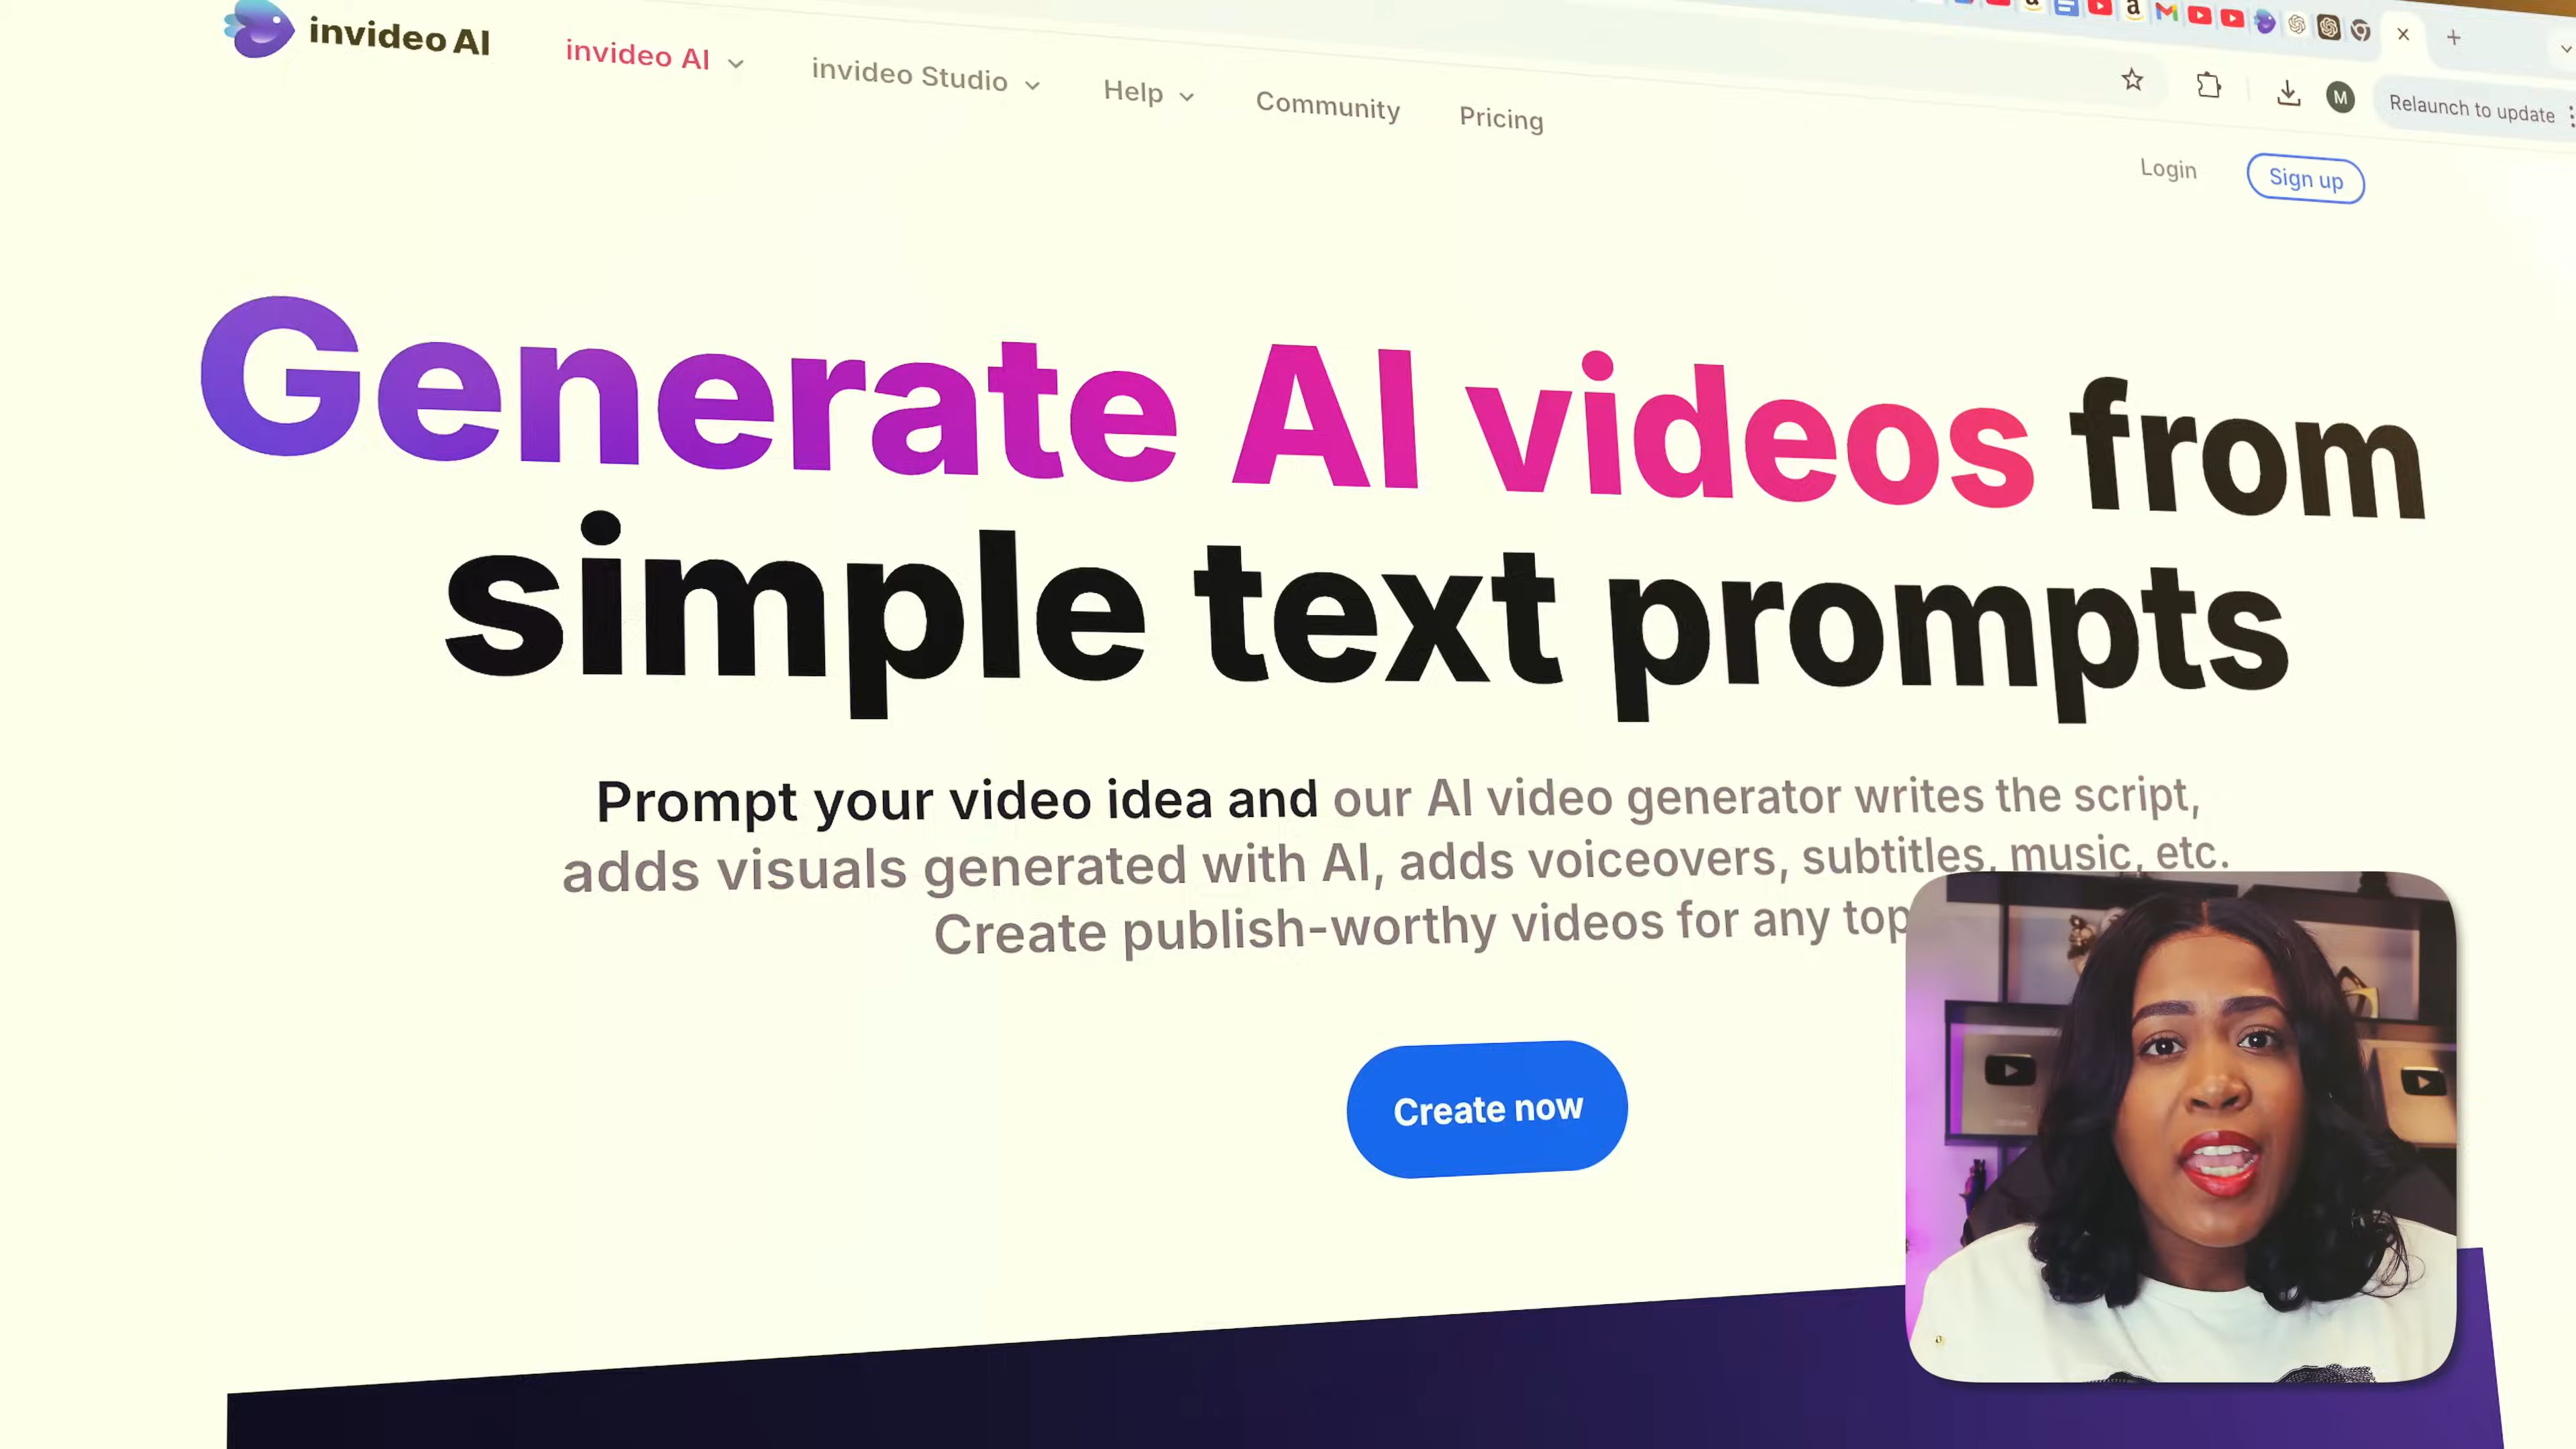 invideo AI
invideo AI
invideo Studio
Help
Community
Pricing
M
Relaunch to update
Login
Sign up
Generate AI videos from
simple text prompts
Prompt your video idea and our AI video generator writes the script,
adds visuals generated with AI, adds voiceovers, subtitles, music, etc.
Create publish-worthy videos for any top
Create now